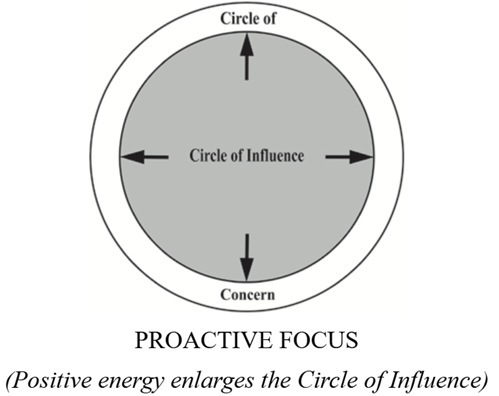 Circle of
Circle of Influence
Concern
PROACTIVE FOCUS
(Positive energy enlarges the Circle of Influence)